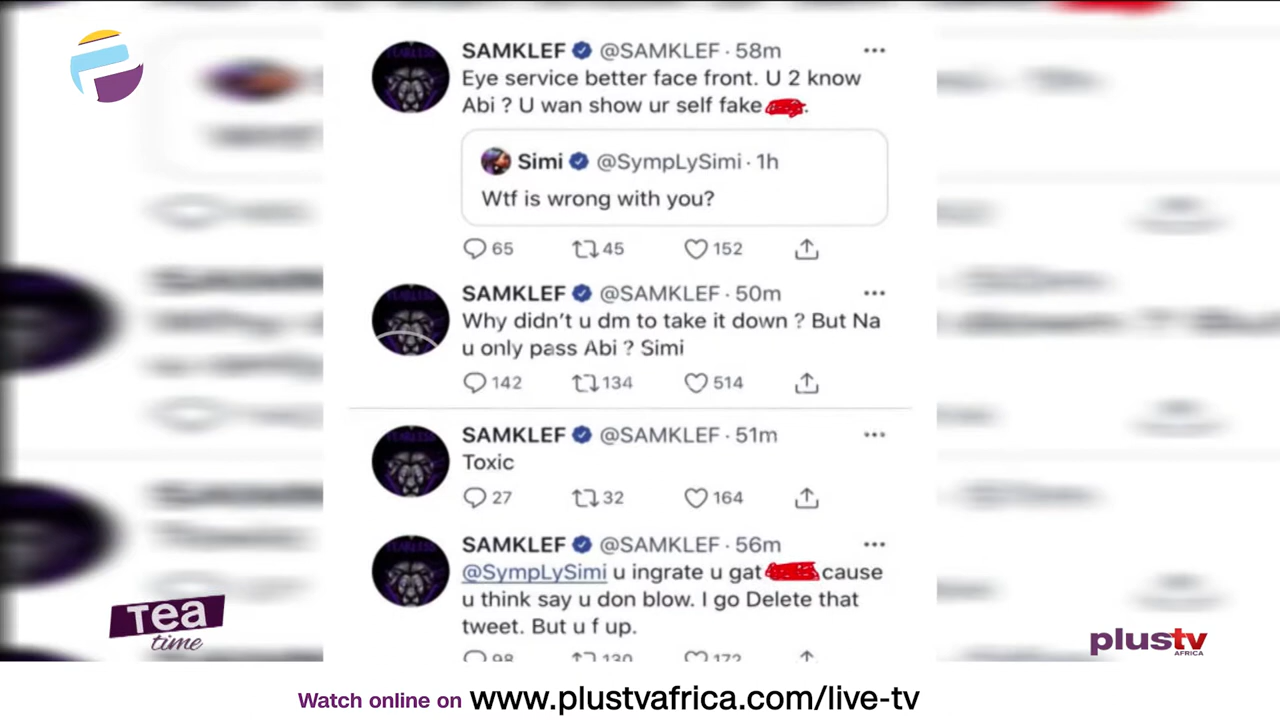 SAMKLEF @SAMKLEF · 58m
Eye service better face front. U 2 know
Abi ? U wan show ur self fake
Simi @SympLySimi · 1h
Wtf is wrong with you?
65 45 152
SAMKLEF @SAMKLEF · 50m
Why didn't u dm to take it down ? But Na
u only pass Abi ? Simi
142 134 514
SAMKLEF @SAMKLEF · 51m
Toxic
27 32 164
SAMKLEF @SAMKLEF · 56m
@SympLySimi u ingrate u gat cause
u think say u don blow. I go Delete that
tweet. But u f up.
98 130 172
Tea
time
plustv
AFRICA
Watch online on www.plustvafrica.com/live-tv